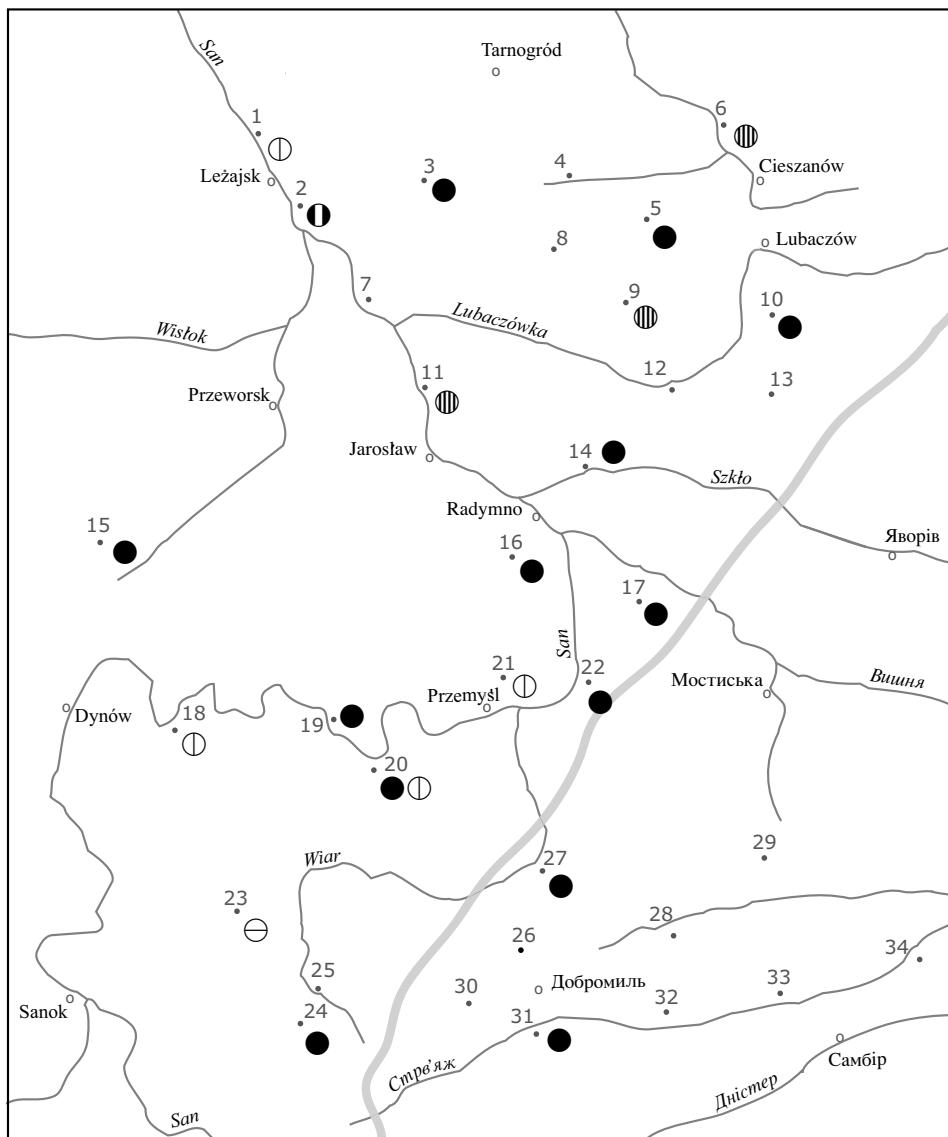 San
Tarnogród
1
6
Leżajsk
3
4
Cieszanów
2
5
8
Lubaczów
7
9
10
Lubaczówka
Wisłok
11
12
13
Przeworsk
Jarosław
14
Szkło
Radymno
15
16
Яворів
17
San
21
22
Мостиська
Вишня
Przemyśl
Dynów
18
19
20
Wiar
27
29
23
28
26
34
25
33
Sanok
30
Добромиль
32
24
31
Стрв'яж
Самбір
Дністер
San